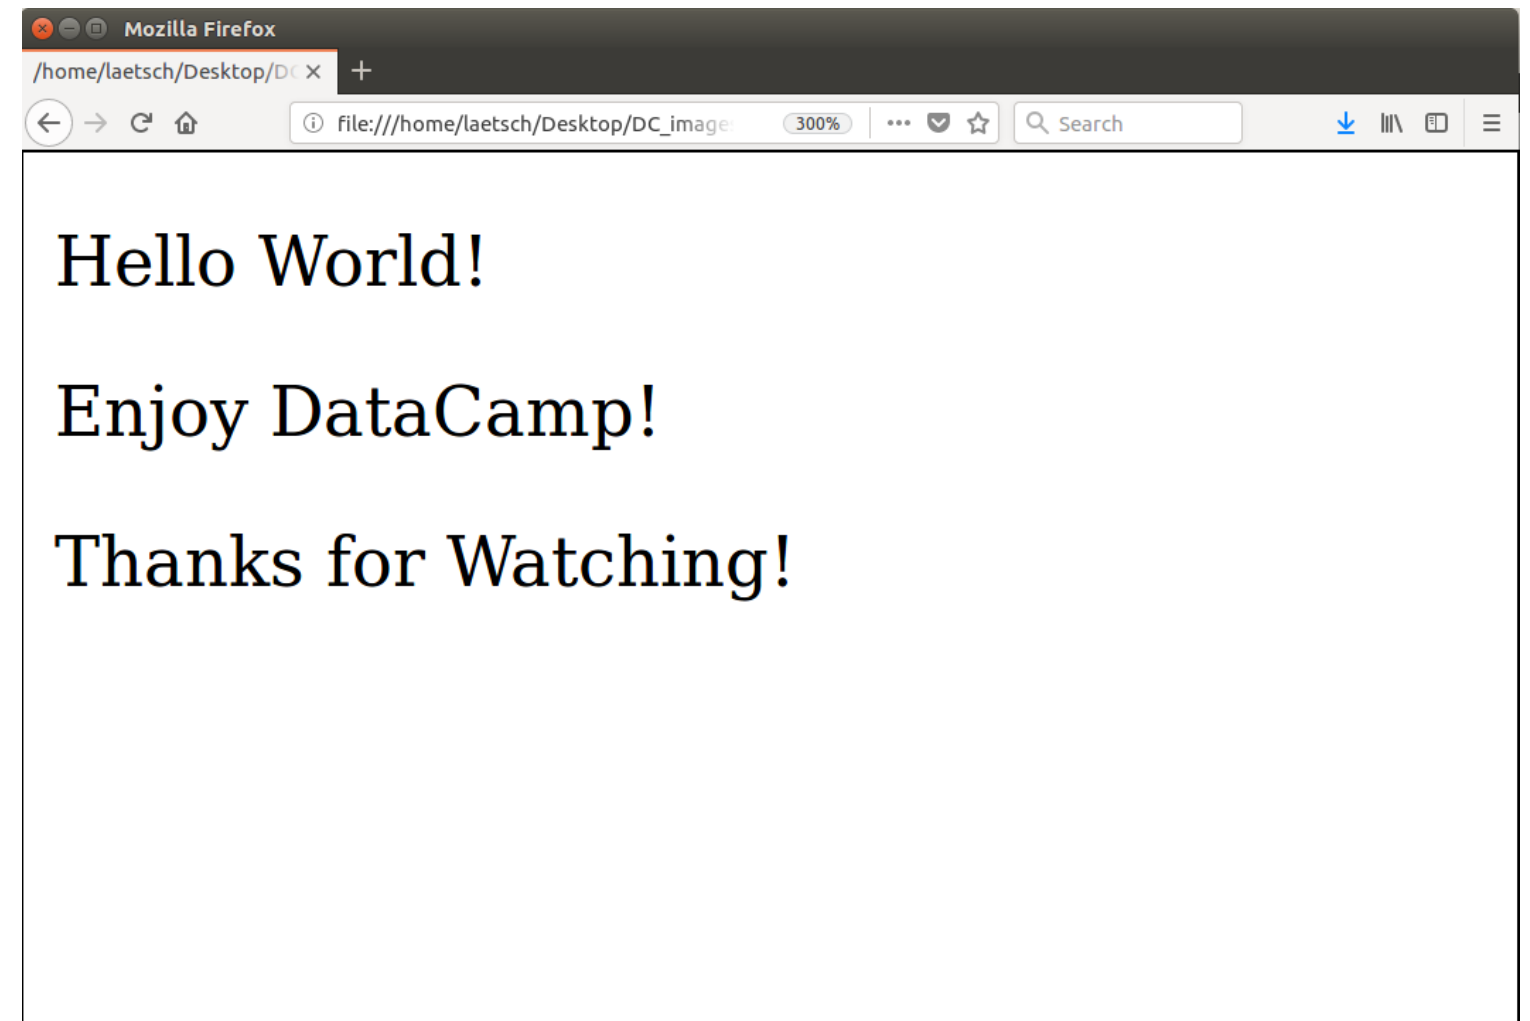 Mozilla Firefox
/home/laetsch/Desktop/DC
file:///home/laetsch/Desktop/DC_image 300% Search
Hello World!
Enjoy DataCamp!
Thanks for Watching!